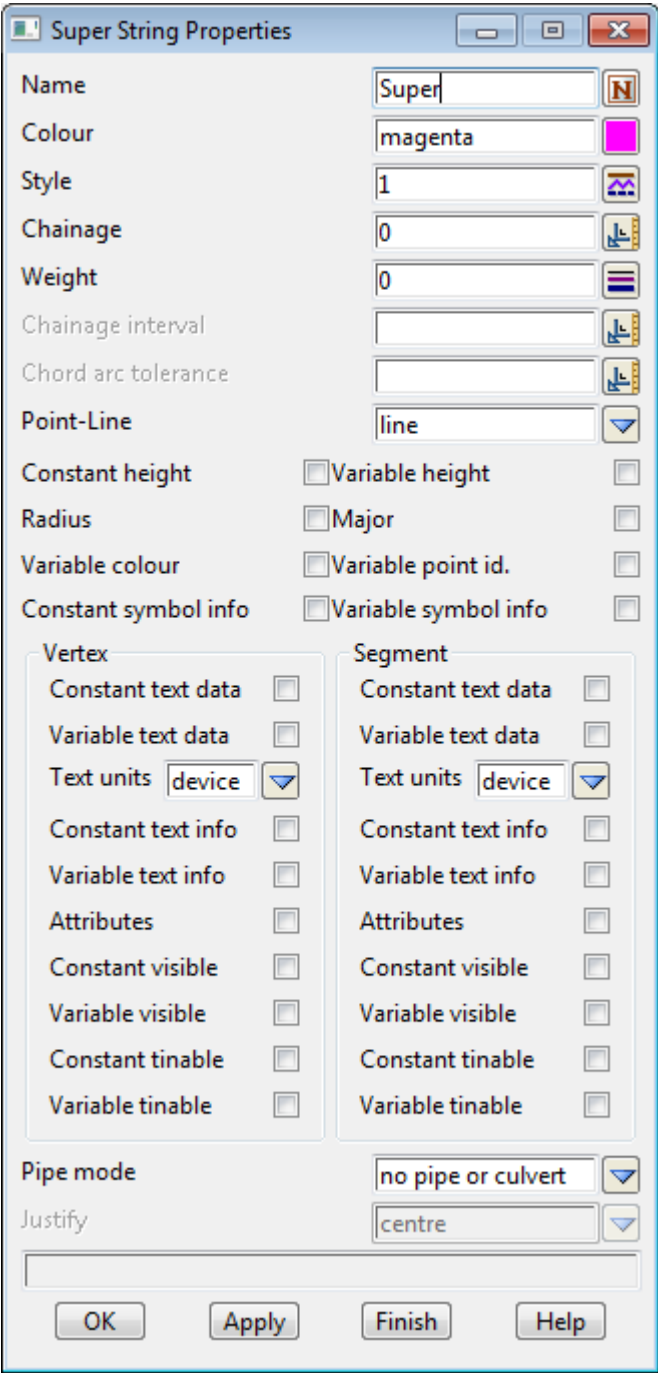 Super String Properties
Name Super N
Colour magenta
Style 1
Chainage 0
Weight 0
Chainage interval
Chord arc tolerance
Point-Line line
Constant height Variable height
Radius Major
Variable colour Variable point id.
Constant symbol info Variable symbol info
Vertex Segment
Constant text data Constant text data
Variable text data Variable text data
Text units device Text units device
Constant text info Constant text info
Variable text info Variable text info
Attributes Attributes
Constant visible Constant visible
Variable visible Variable visible
Constant tinable Constant tinable
Variable tinable Variable tinable
Pipe mode no pipe or culvert
Justify centre
OK Apply Finish Help